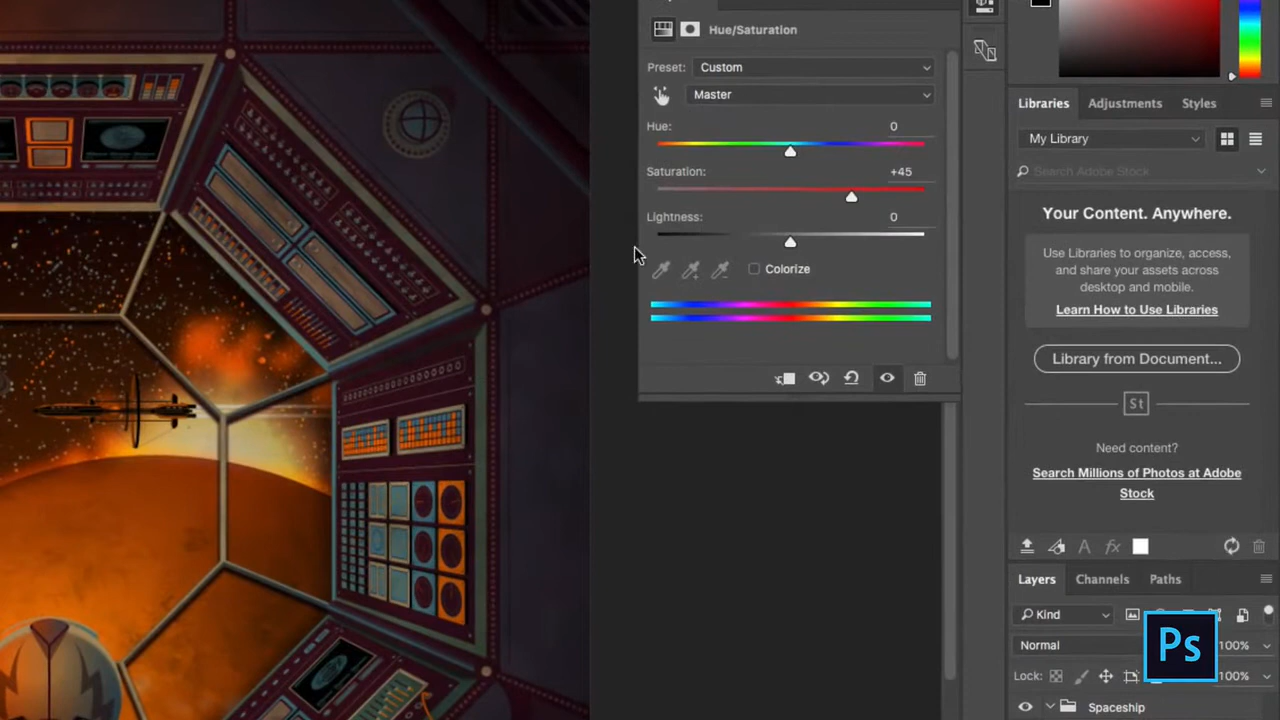 Hue/Saturation
Preset: Custom
Master
Hue: 0
Saturation: +45
Lightness: 0
Colorize
Libraries Adjustments Styles
My Library
Search Adobe Stock
Your Content. Anywhere.
Use Libraries to organize, access,
and share your assets across
desktop and mobile.
Learn How to Use Libraries
Library from Document...
St
Need content?
Search Millions of Photos at Adobe
Stock
A fx
Layers Channels Paths
Kind
Normal 100%
Lock: 100%
Spaceship
Ps